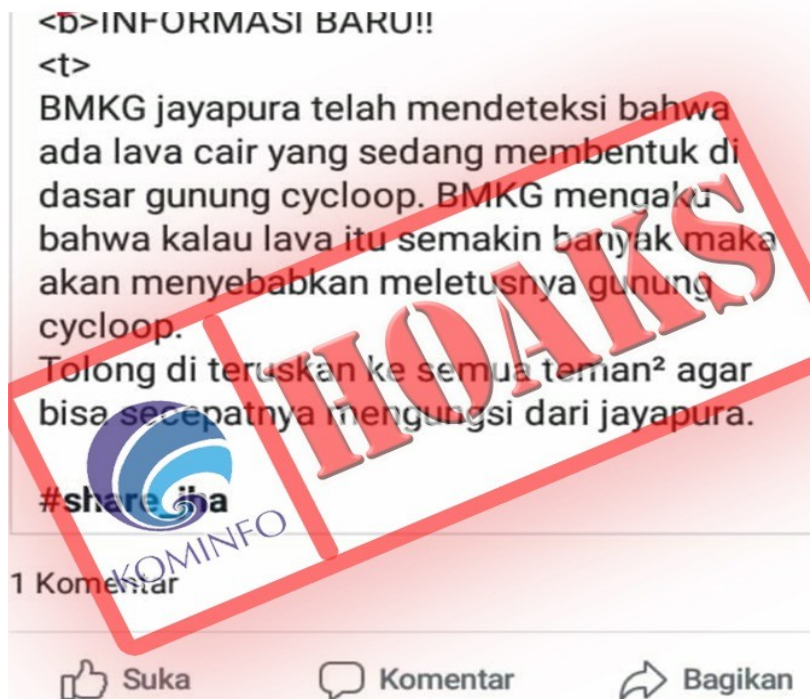 <b>INFORMASI BARU!!
<t>
BMKG jayapura telah mendeteksi bahwa
ada lava cair yang sedang membentuk di
dasar gunung cycloop. BMKG mengaku
bahwa kalau lava itu semakin banyak maka
akan menyebabkan meletusnya gunung
cycloop.
Tolong di teruskan ke semua teman² agar
bisa secepatnya mengungsi dari jayapura.
#share_jha
HOAKS
KOMINFO
1 Komentar
Suka Komentar Bagikan